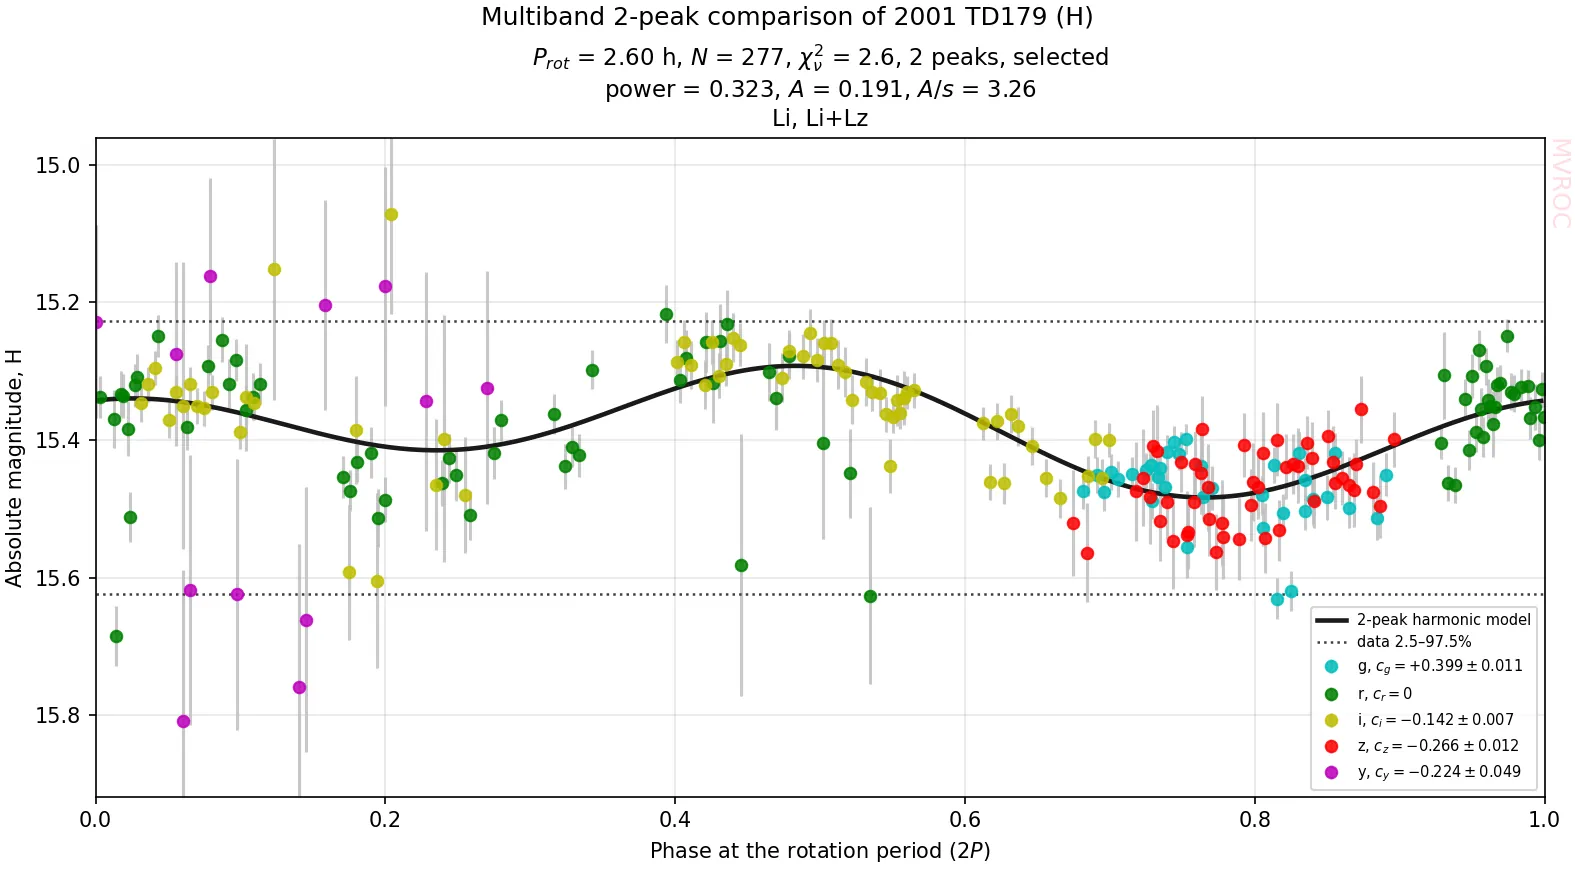 Multiband 2-peak comparison of 2001 TD179 (H)
P_rot = 2.60 h, N = 277, χ²_ν = 2.6, 2 peaks, selected
power = 0.323, A = 0.191, A/s = 3.26
Li, Li+Lz
MVROC
Absolute magnitude, H
15.0
15.2
15.4
15.6
15.8
2-peak harmonic model
data 2.5–97.5%
g, c_g = +0.399 ± 0.011
r, c_r = 0
i, c_i = −0.142 ± 0.007
z, c_z = −0.266 ± 0.012
y, c_y = −0.224 ± 0.049
0.0 0.2 0.4 0.6 0.8 1.0
Phase at the rotation period (2P)